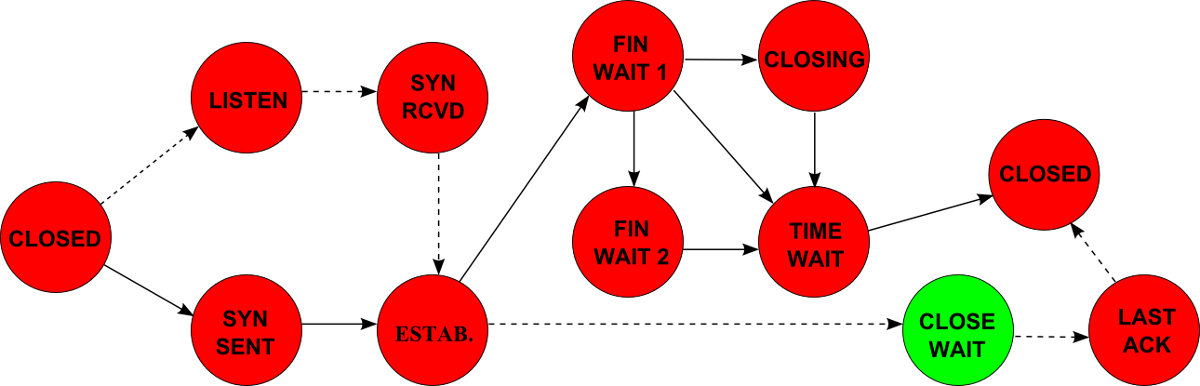 CLOSED
LISTEN
SYN
RCVD
SYN
SENT
ESTAB.
FIN
WAIT 1
CLOSING
FIN
WAIT 2
TIME
WAIT
CLOSED
CLOSE
WAIT
LAST
ACK